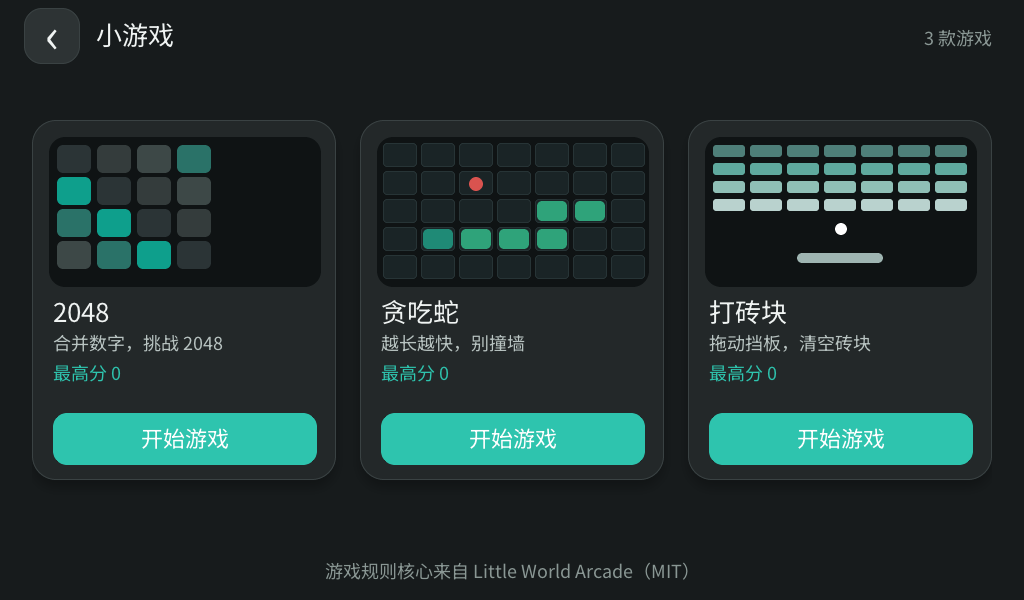 小游戏
3 款游戏
2048
合并数字，挑战 2048
最高分 0
开始游戏
贪吃蛇
越长越快，别撞墙
最高分 0
开始游戏
打砖块
拖动挡板，清空砖块
最高分 0
开始游戏
游戏规则核心来自 Little World Arcade（MIT）